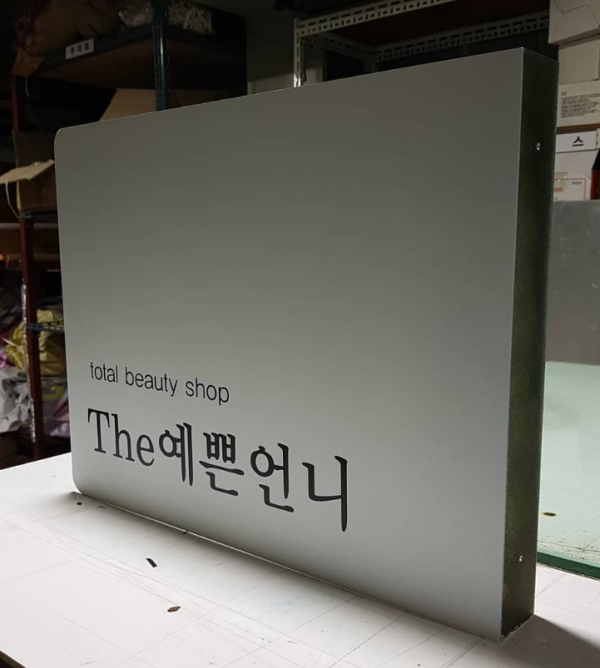 total beauty shop
The예쁜언니